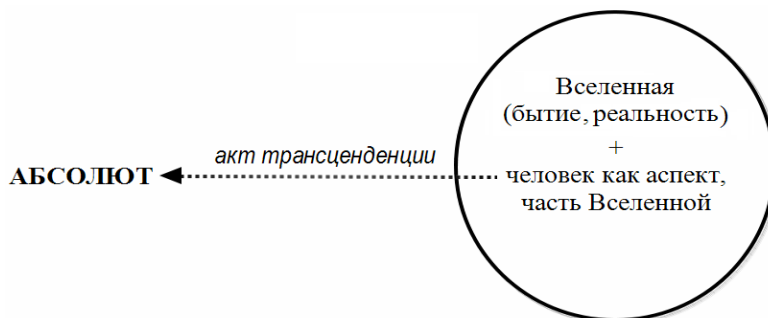 Вселенная
(бытие, реальность)
+
акт трансценденции
АБСОЛЮТ
человек как аспект,
часть Вселенной